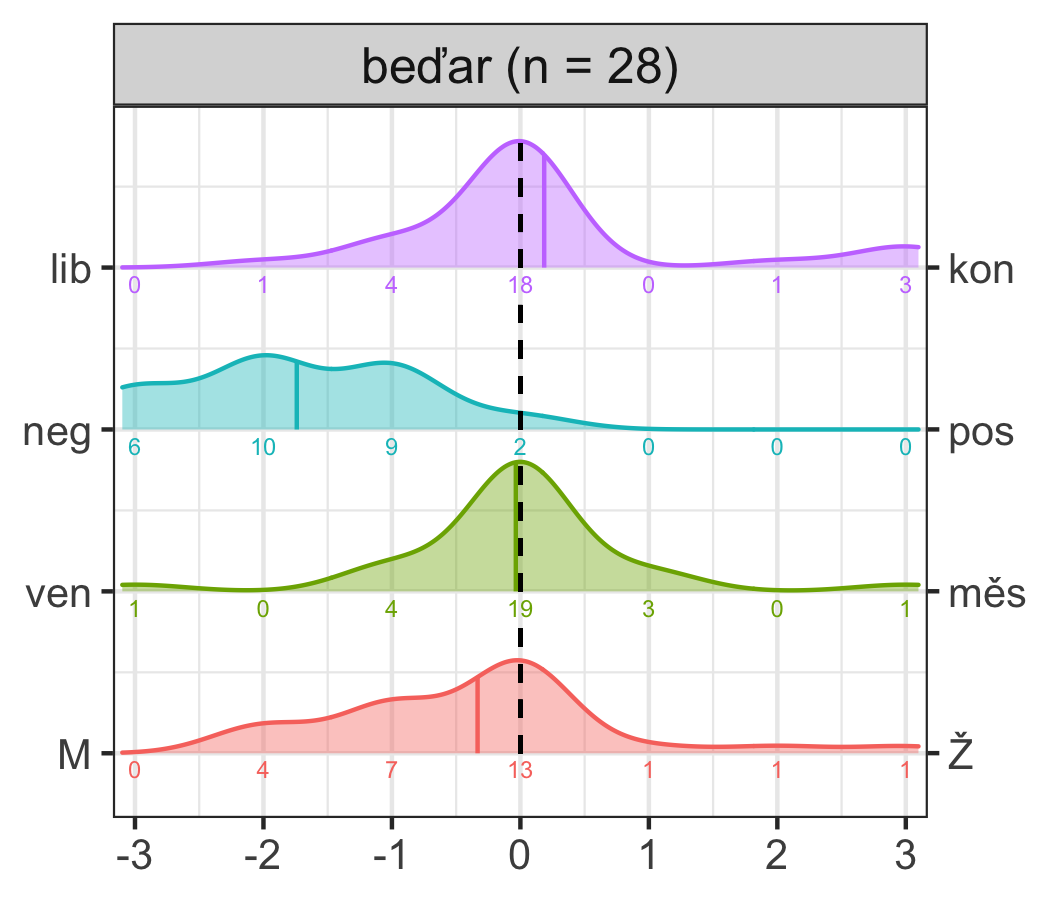 beďar (n = 28)
lib kon
0 1 4 18 0 1 3
neg pos
6 10 9 2 0 0 0
ven měs
1 0 4 19 3 0 1
M Ž
0 4 7 13 1 1 1
-3 -2 -1 0 1 2 3